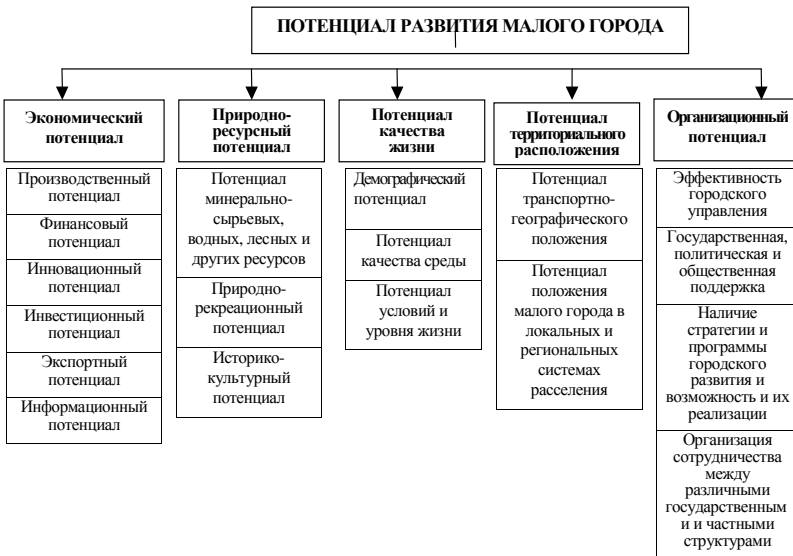 ПОТЕНЦИАЛ РАЗВИТИЯ МАЛОГО ГОРОДА
Экономический
потенциал
Производственный
потенциал
Финансовый
потенциал
Инновационный
потенциал
Инвестиционный
потенциал
Экспортный
потенциал
Информационный
потенциал
Природно-
ресурсный
потенциал
Потенциал
минерально-
сырьевых,
водных, лесных и
других ресурсов
Природно-
рекреационный
потенциал
Историко-
культурный
потенциал
Потенциал
качества
жизни
Демографический
потенциал
Потенциал
качества среды
Потенциал
условий и
уровня жизни
Потенциал
территориального
расположения
Потенциал
транспортно-
географического
положения
Потенциал
положения
малого города в
локальных и
региональных
системах
расселения
Организационный
потенциал
Эффективность
городского
управления
Государственная,
политическая и
общественная
поддержка
Наличие
стратегии и
программы
городского
развития и
возможность и их
реализации
Организация
сотрудничества
между
различными
государственным
и и частными
структурами